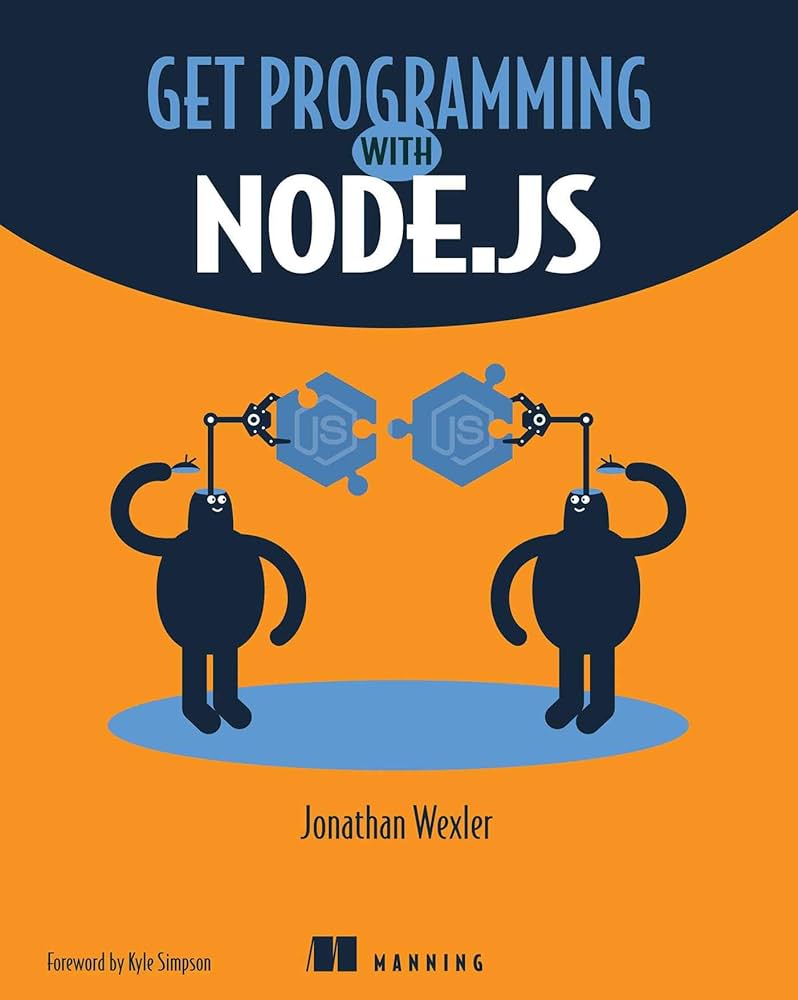 GET PROGRAMMING
WITH
NODE.JS
JS JS
Jonathan Wexler
Foreword by Kyle Simpson
MANNING